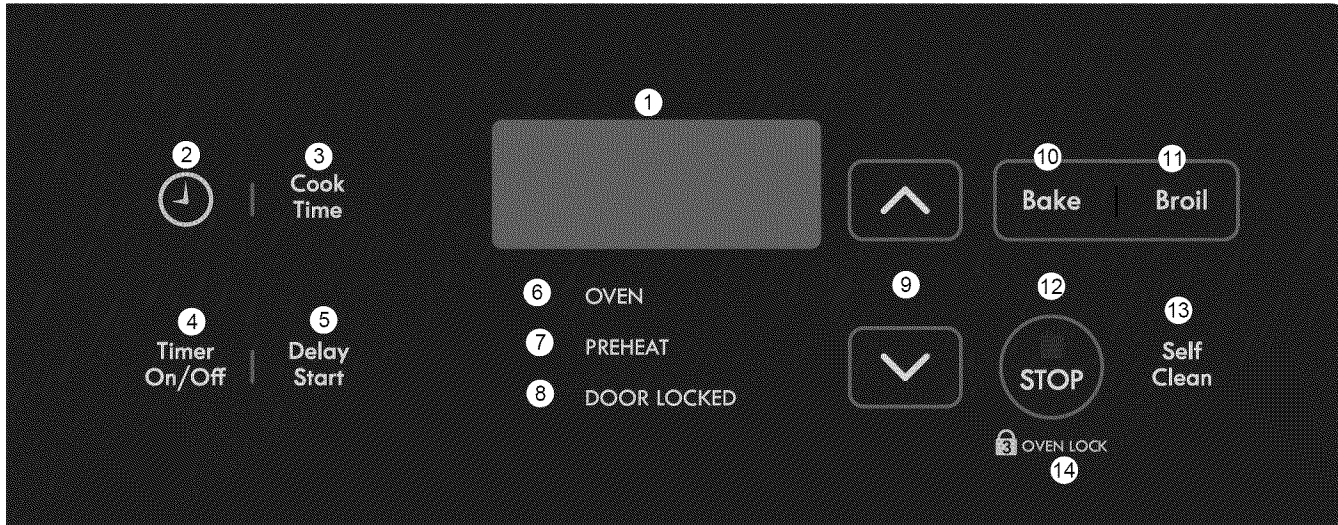 1
2
3
Cook
Time
10
Bake
11
Broil
4
Timer
On/Off
5
Delay
Start
6 OVEN
7 PREHEAT
8 DOOR LOCKED
9
12
STOP
13
Self
Clean
3 OVEN LOCK
14